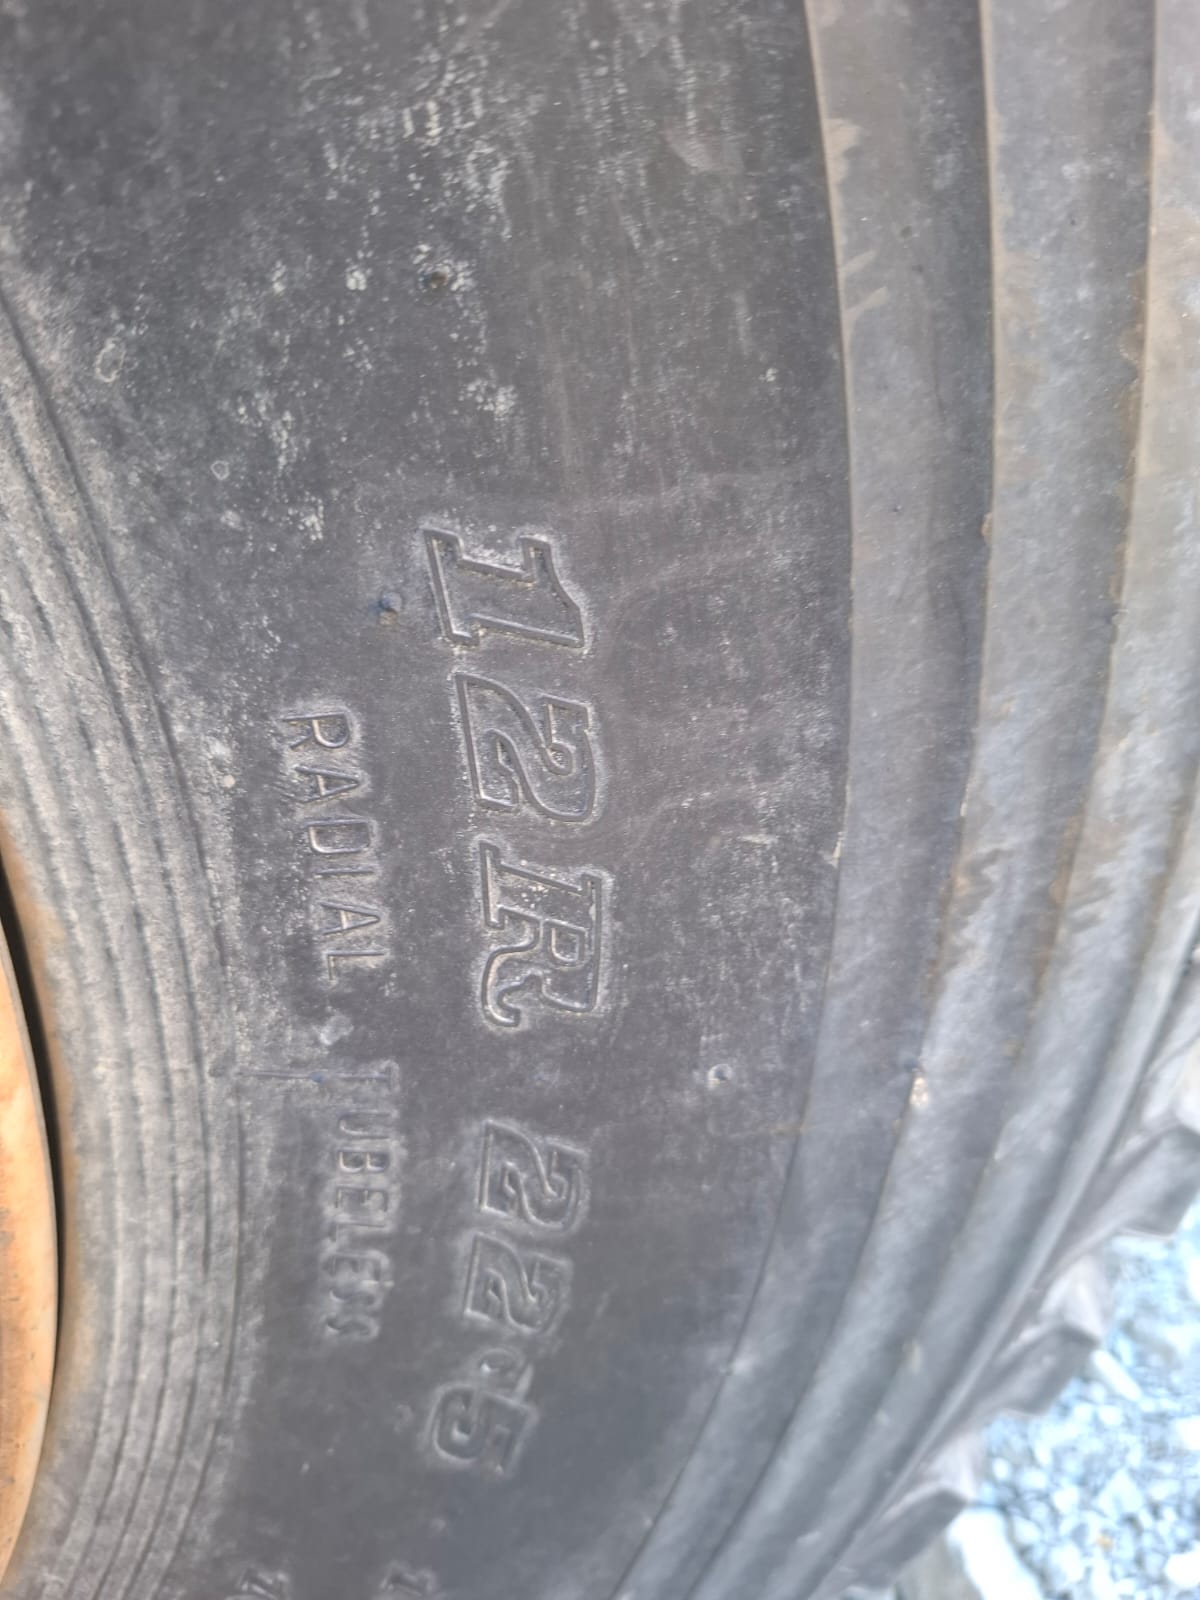 12R 22.5
RADIAL • TUBELESS